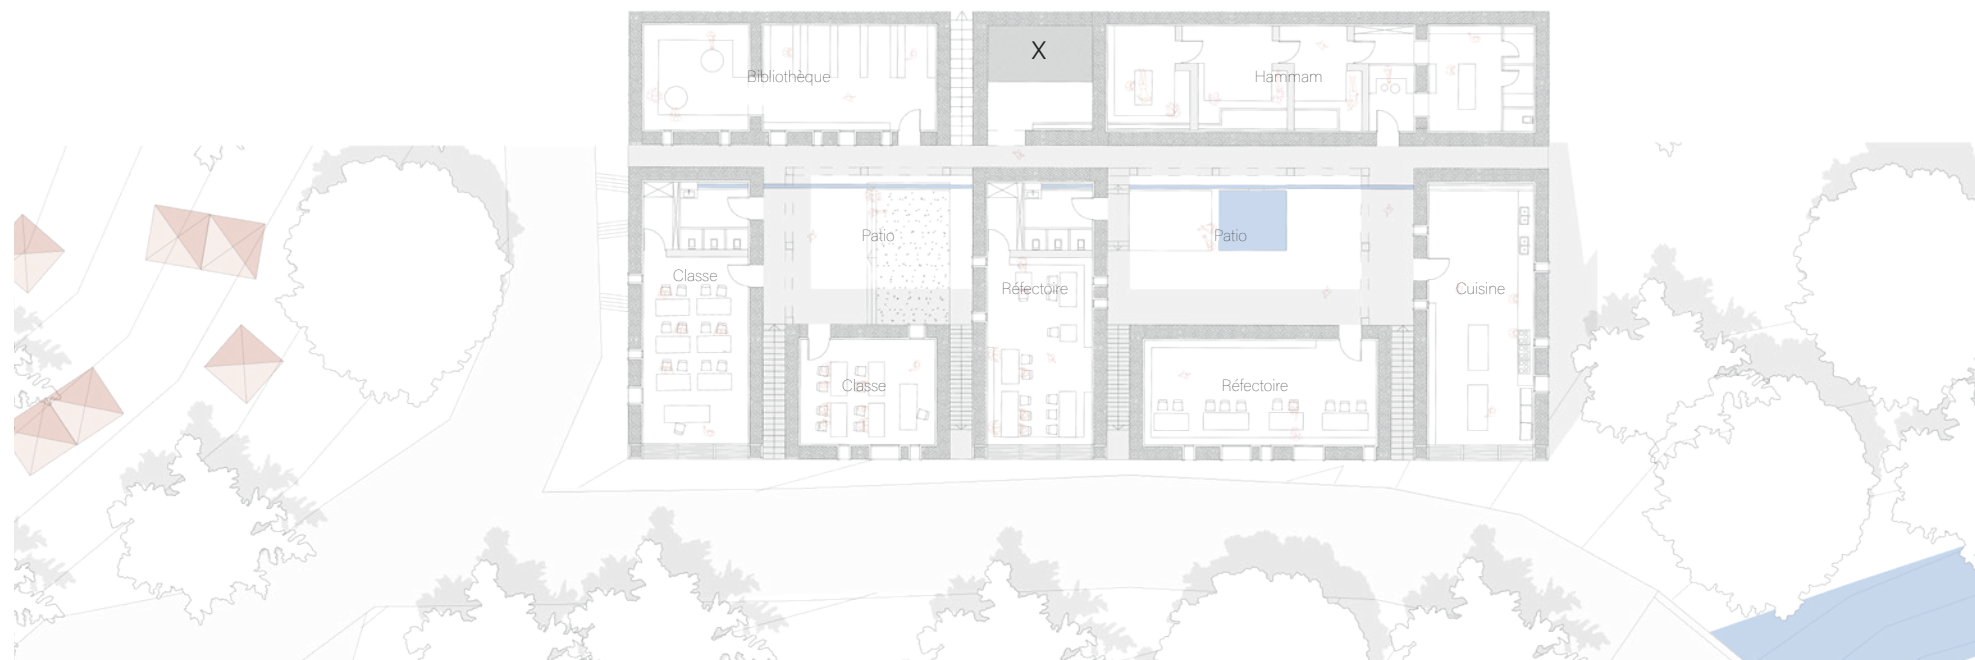 X
Bibliothèque
Hammam
Patio
Patio
Classe
Réfectoire
Cuisine
Classe
Réfectoire